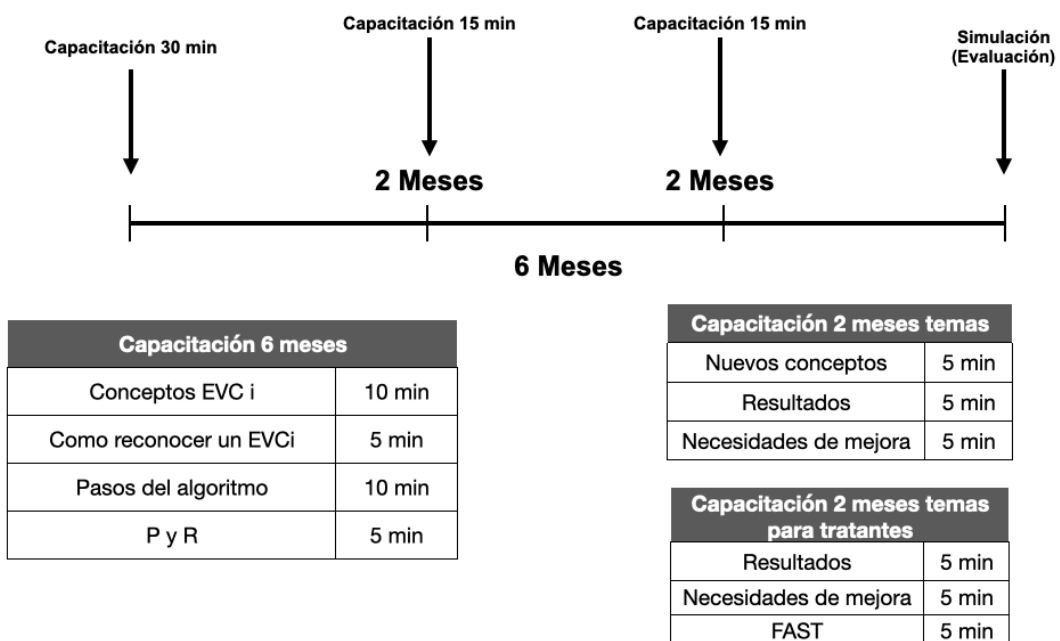 Capacitación 30 min
Capacitación 15 min
Capacitación 15 min
Simulación
(Evaluación)
2 Meses
2 Meses
6 Meses
Capacitación 6 meses
Conceptos EVC i
10 min
Como reconocer un EVCi
5 min
Pasos del algoritmo
10 min
P y R
5 min
Capacitación 2 meses temas
Nuevos conceptos
5 min
Resultados
5 min
Necesidades de mejora
5 min
Capacitación 2 meses temas
para tratantes
Resultados
5 min
Necesidades de mejora
5 min
FAST
5 min